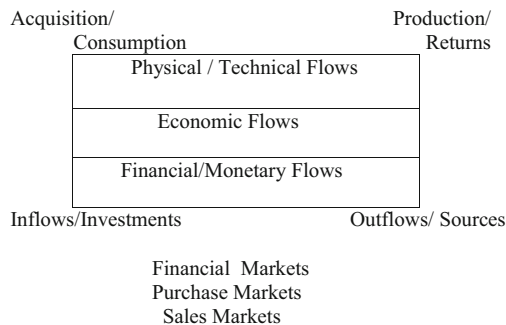 Acquisition/ Production/
Consumption Returns
Physical / Technical Flows
Economic Flows
Financial/Monetary Flows
Inflows/Investments Outflows/ Sources
Financial Markets
Purchase Markets
Sales Markets